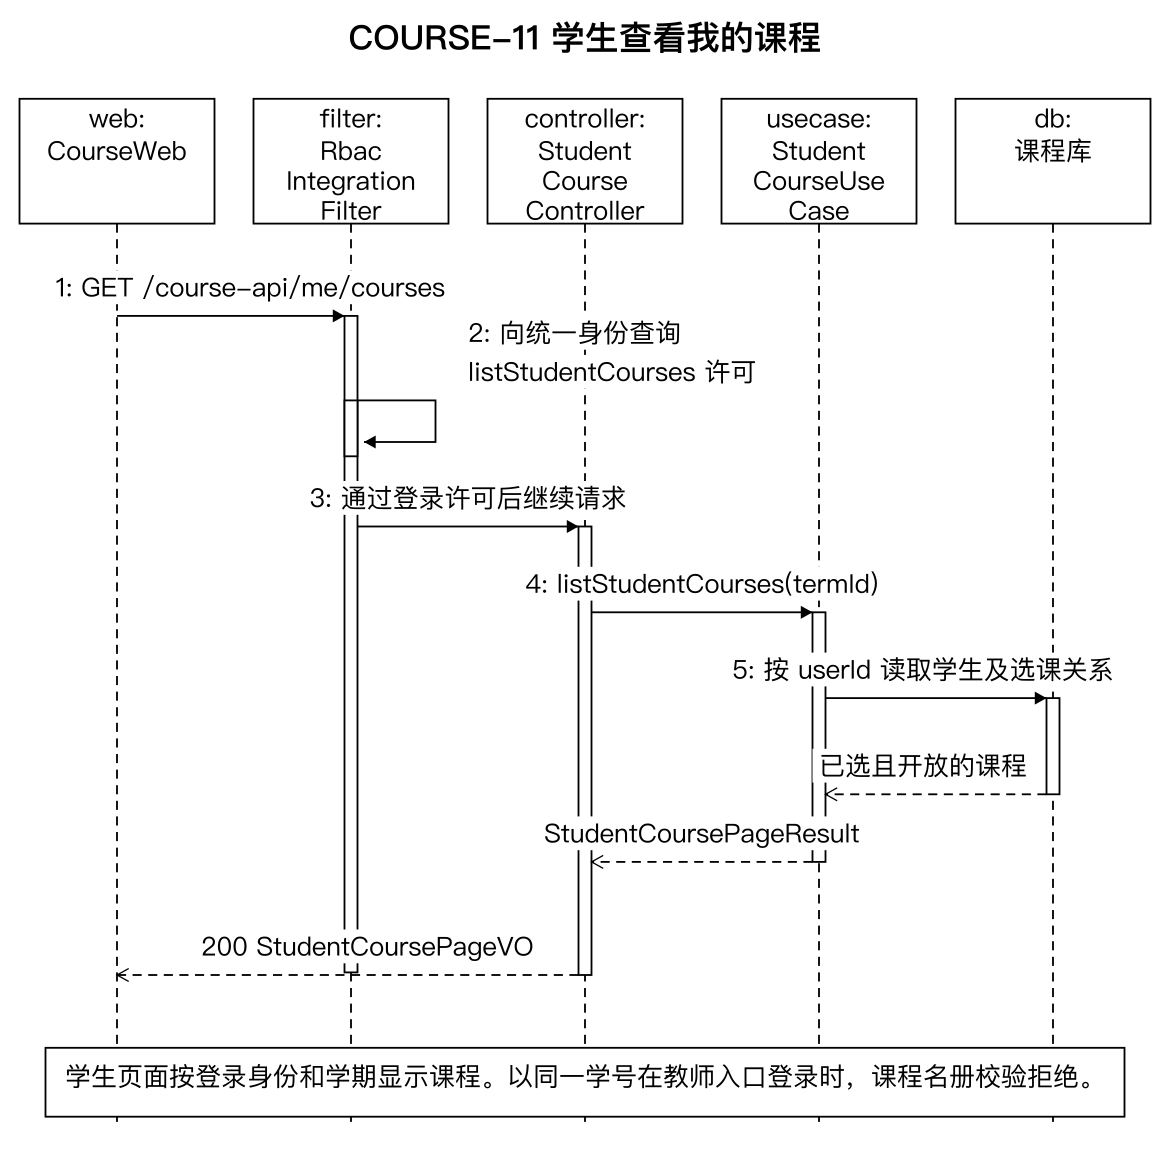 COURSE-11 学生查看我的课程
web:
CourseWeb
filter:
Rbac
Integration
Filter
controller:
Student
Course
Controller
usecase:
Student
CourseUse
Case
db:
课程库
1: GET /course-api/me/courses
2: 向统一身份查询
listStudentCourses 许可
3: 通过登录许可后继续请求
4: listStudentCourses(termId)
5: 按 userId 读取学生及选课关系
已选且开放的课程
StudentCoursePageResult
200 StudentCoursePageVO
学生页面按登录身份和学期显示课程。以同一学号在教师入口登录时，课程名册校验拒绝。